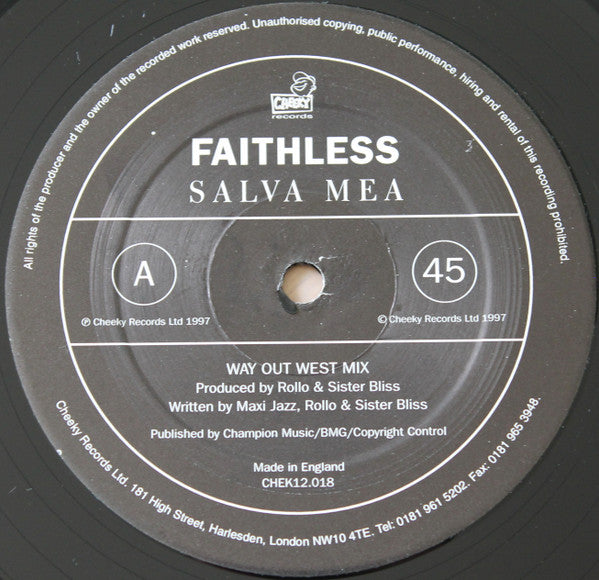 All rights of the producer and the owner of the recorded work reserved. Unauthorised copying, public performance, hiring and rental of this recording prohibited.
CHEEKY
records
FAITHLESS
SALVA MEA
A
45
℗ Cheeky Records Ltd 1997
© Cheeky Records Ltd 1997
WAY OUT WEST MIX
Produced by Rollo & Sister Bliss
Written by Maxi Jazz, Rollo & Sister Bliss
Published by Champion Music/BMG/Copyright Control
Made in England
CHEK12.018
Cheeky Records Ltd. 181 High Street, Harlesden, London NW10 4TE. Tel: 0181 961 5202. Fax: 0181 965 3948.